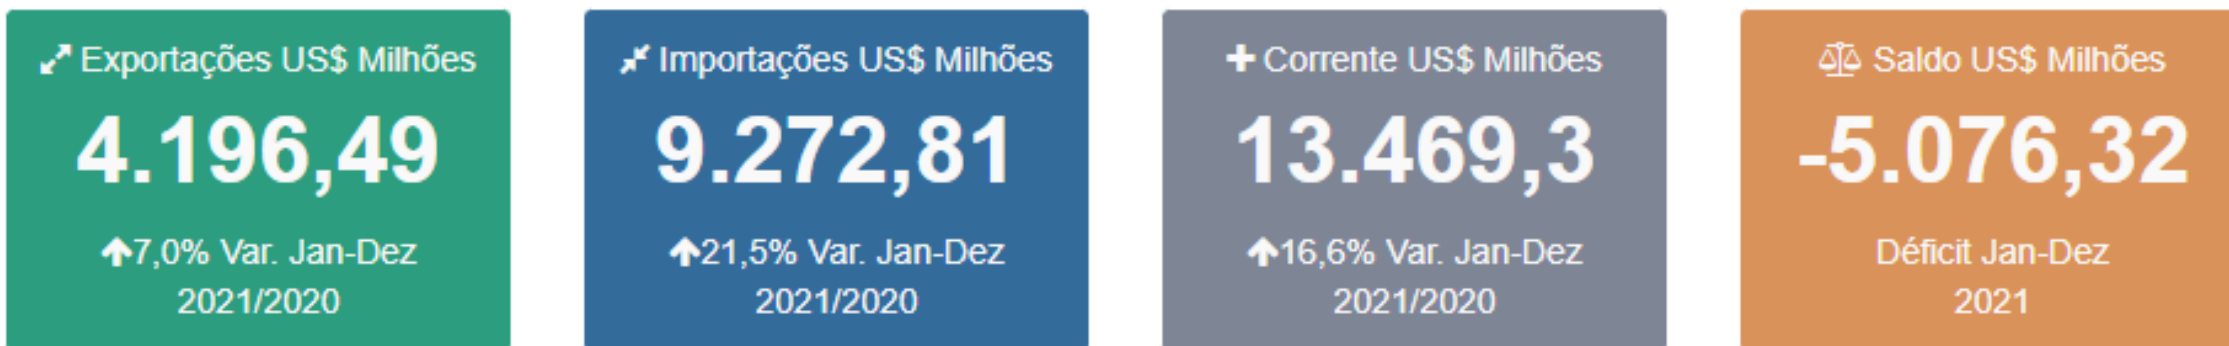 Exportações US$ Milhões
4.196,49
7,0% Var. Jan-Dez
2021/2020
Importações US$ Milhões
9.272,81
21,5% Var. Jan-Dez
2021/2020
Corrente US$ Milhões
13.469,3
16,6% Var. Jan-Dez
2021/2020
Saldo US$ Milhões
-5.076,32
Déficit Jan-Dez
2021